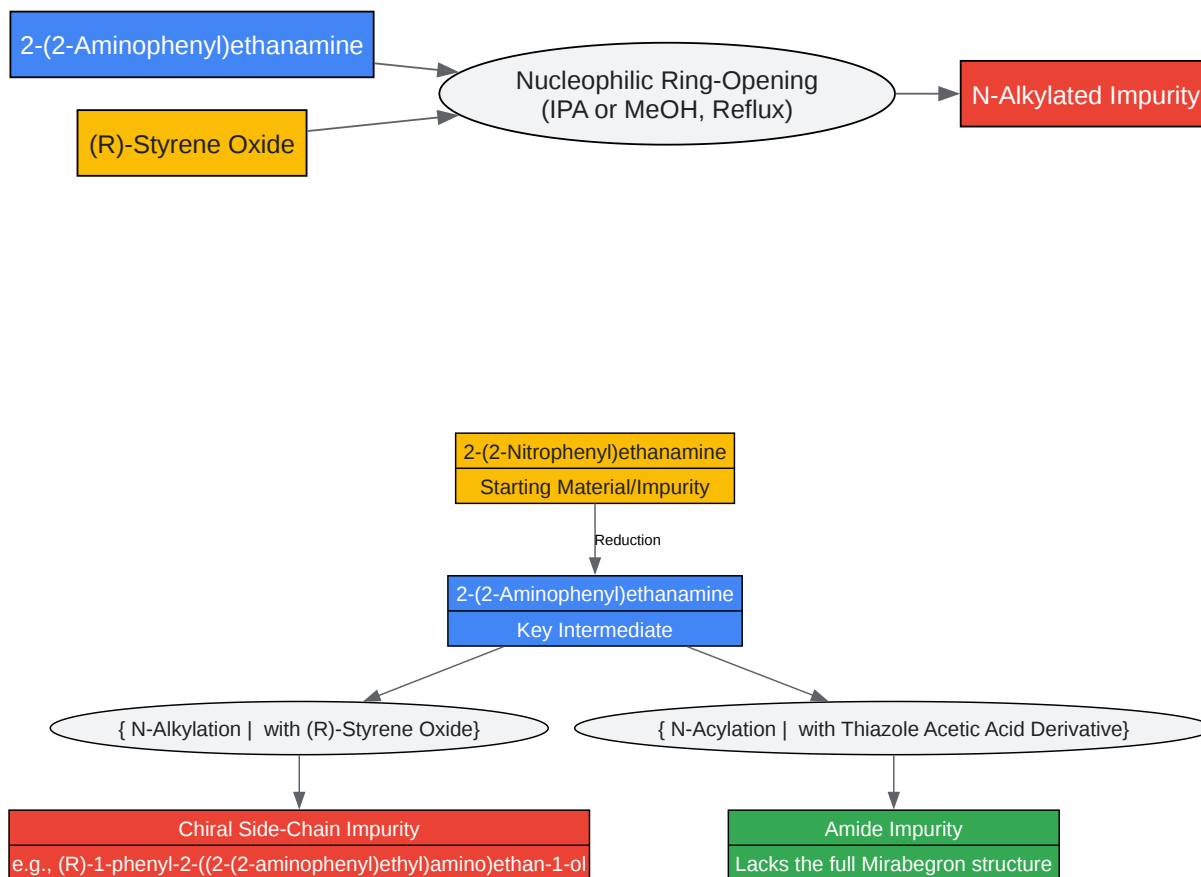 2-(2-Aminophenyl)ethanamine
(R)-Styrene Oxide
Nucleophilic Ring-Opening
(IPA or MeOH, Reflux)
N-Alkylated Impurity
2-(2-Nitrophenyl)ethanamine
Starting Material/Impurity
Reduction
2-(2-Aminophenyl)ethanamine
Key Intermediate
{ N-Alkylation |  with (R)-Styrene Oxide}
{ N-Acylation |  with Thiazole Acetic Acid Derivative}
Chiral Side-Chain Impurity
e.g., (R)-1-phenyl-2-((2-(2-aminophenyl)ethyl)amino)ethan-1-ol
Amide Impurity
Lacks the full Mirabegron structure